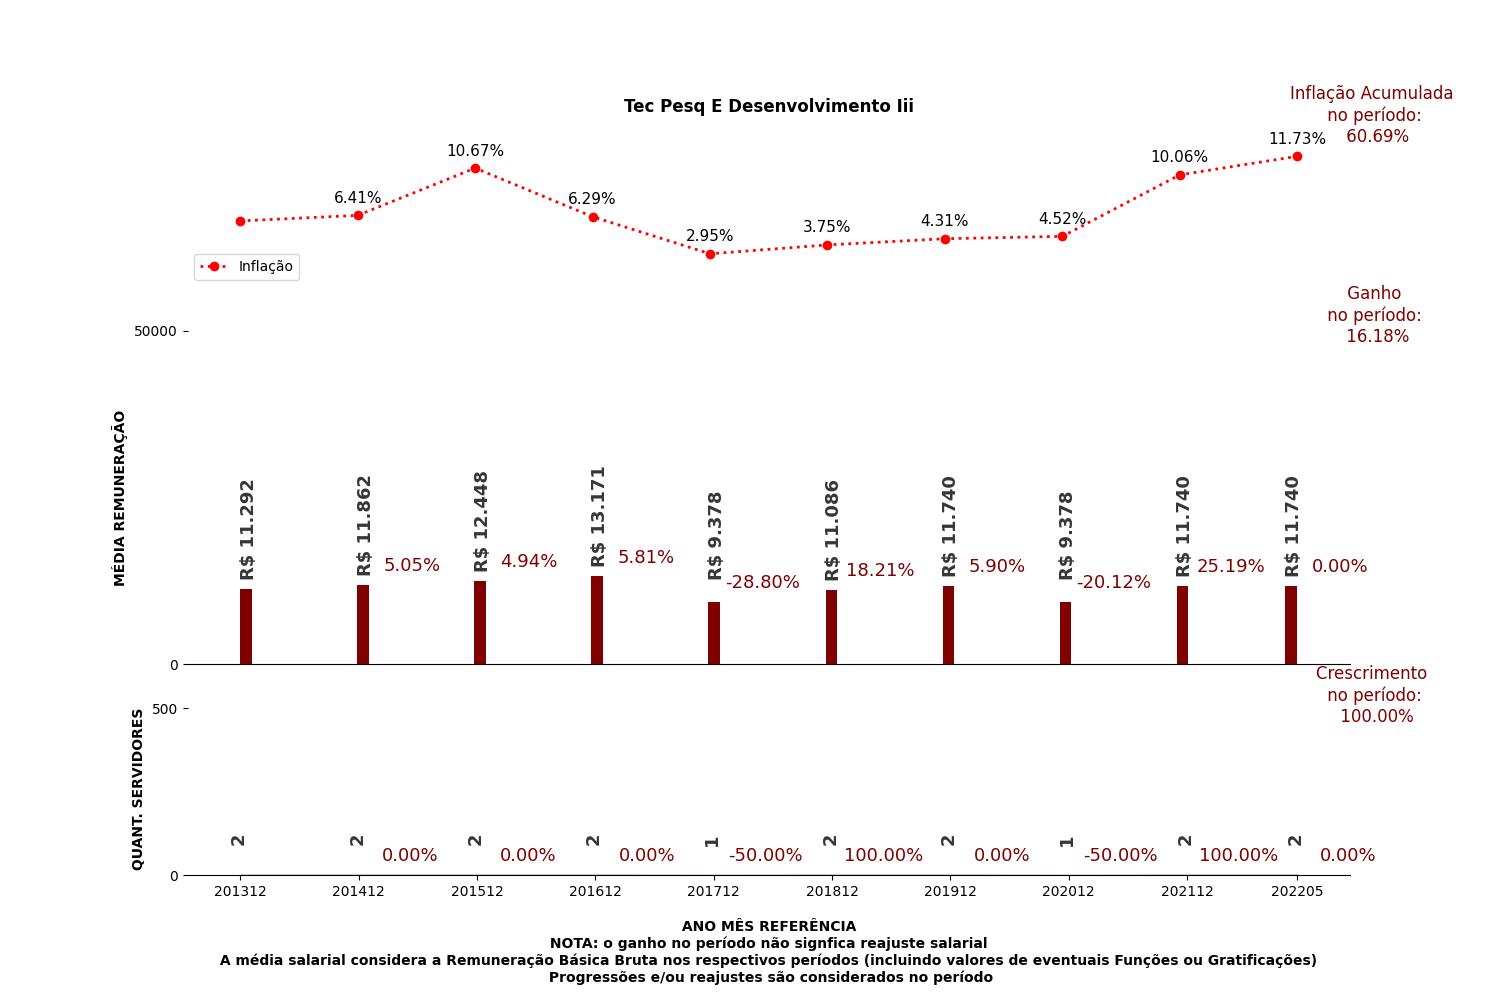 Tec Pesq E Desenvolvimento Iii
Inflação Acumulada
no período:
60.69%
6.41%
10.67%
6.29%
2.95%
3.75%
4.31%
4.52%
10.06%
11.73%
Inflação
Ganho
no período:
16.18%
50000
0
MÉDIA REMUNERAÇÃO
R$ 11.292
R$ 11.862
R$ 12.448
R$ 13.171
R$ 9.378
R$ 11.086
R$ 11.740
R$ 9.378
R$ 11.740
R$ 11.740
5.05%
4.94%
5.81%
-28.80%
18.21%
5.90%
-20.12%
25.19%
0.00%
Crescrimento
no período:
100.00%
500
0
QUANT. SERVIDORES
2
2
2
2
1
2
2
1
2
2
0.00%
0.00%
0.00%
-50.00%
100.00%
0.00%
-50.00%
100.00%
0.00%
201312
201412
201512
201612
201712
201812
201912
202012
202112
202205
ANO MÊS REFERÊNCIA
NOTA: o ganho no período não signfica reajuste salarial
A média salarial considera a Remuneração Básica Bruta nos respectivos períodos (incluindo valores de eventuais Funções ou Gratificações)
Progressões e/ou reajustes são considerados no período